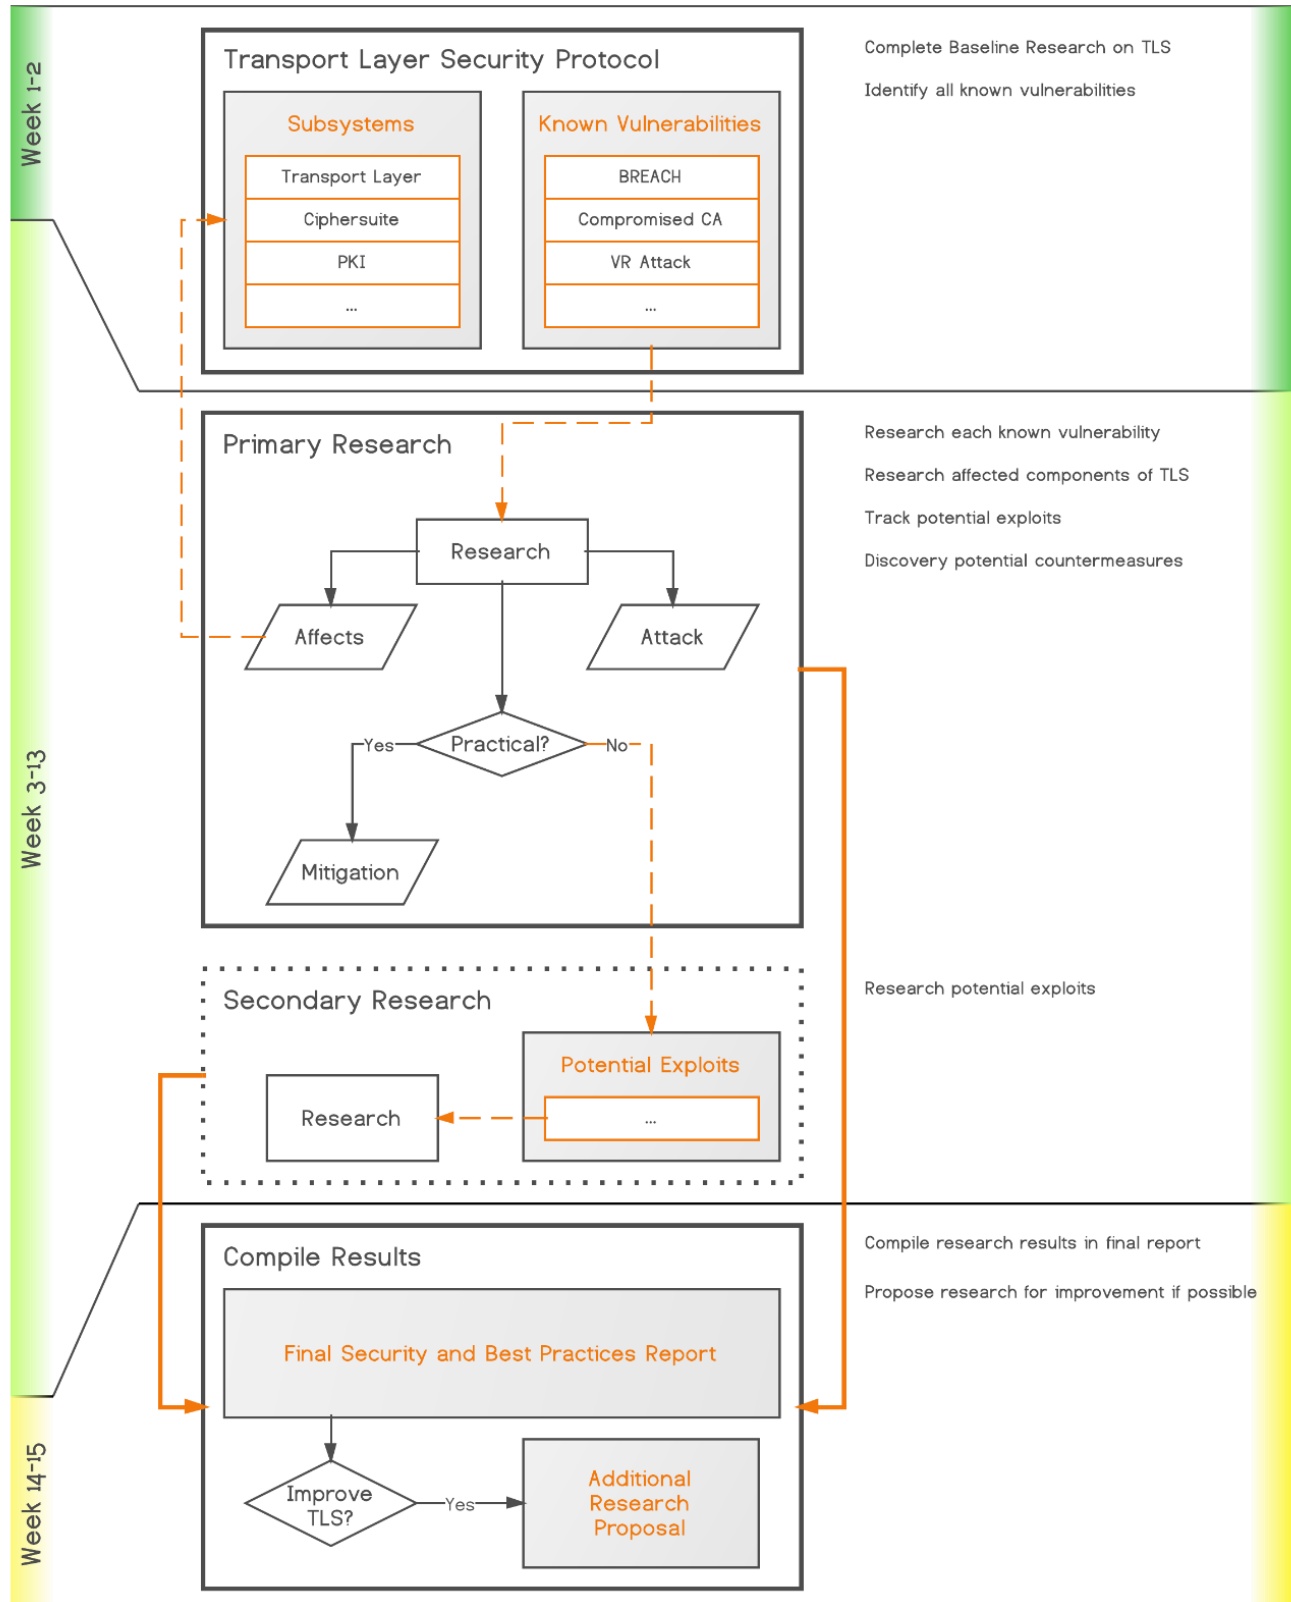 Week 1-2
Transport Layer Security Protocol
Subsystems
Transport Layer
Ciphersuite
PKI
...
Known Vulnerabilities
BREACH
Compromised CA
VR Attack
...
Complete Baseline Research on TLS
Identify all known vulnerabilities
Week 3-13
Primary Research
Research
Affects
Attack
Practical?
Yes
No
Mitigation
Research each known vulnerability
Research affected components of TLS
Track potential exploits
Discovery potential countermeasures
Secondary Research
Potential Exploits
...
Research
Research potential exploits
Week 14-15
Compile Results
Final Security and Best Practices Report
Improve
TLS?
Yes
Additional
Research
Proposal
Compile research results in final report
Propose research for improvement if possible